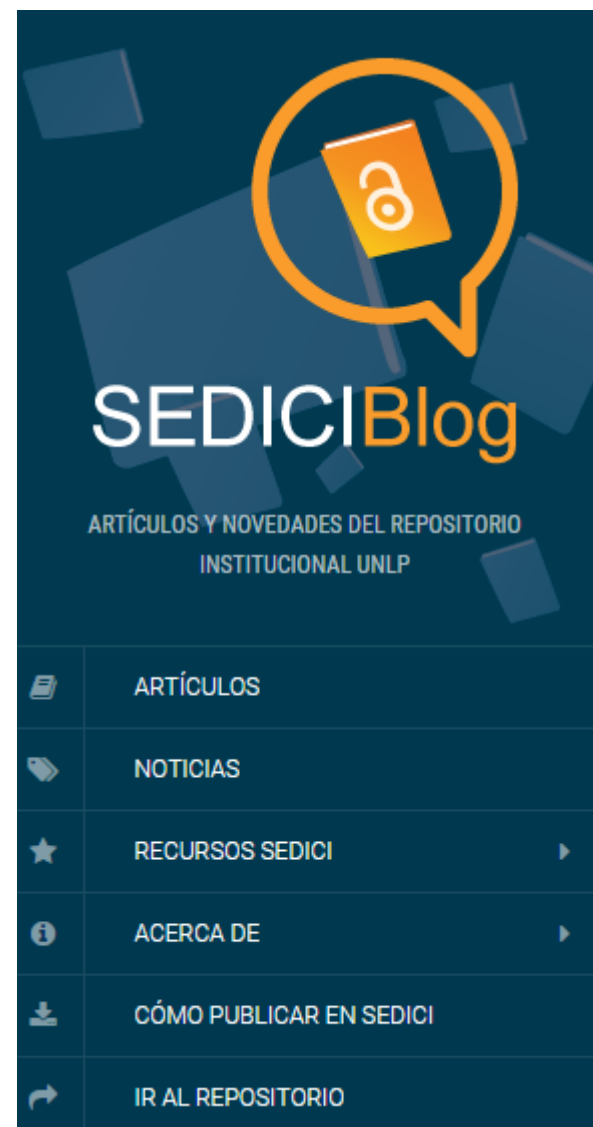 SEDICIBlog
ARTÍCULOS Y NOVEDADES DEL REPOSITORIO
INSTITUCIONAL UNLP
ARTÍCULOS
NOTICIAS
RECURSOS SEDICI
ACERCA DE
CÓMO PUBLICAR EN SEDICI
IR AL REPOSITORIO